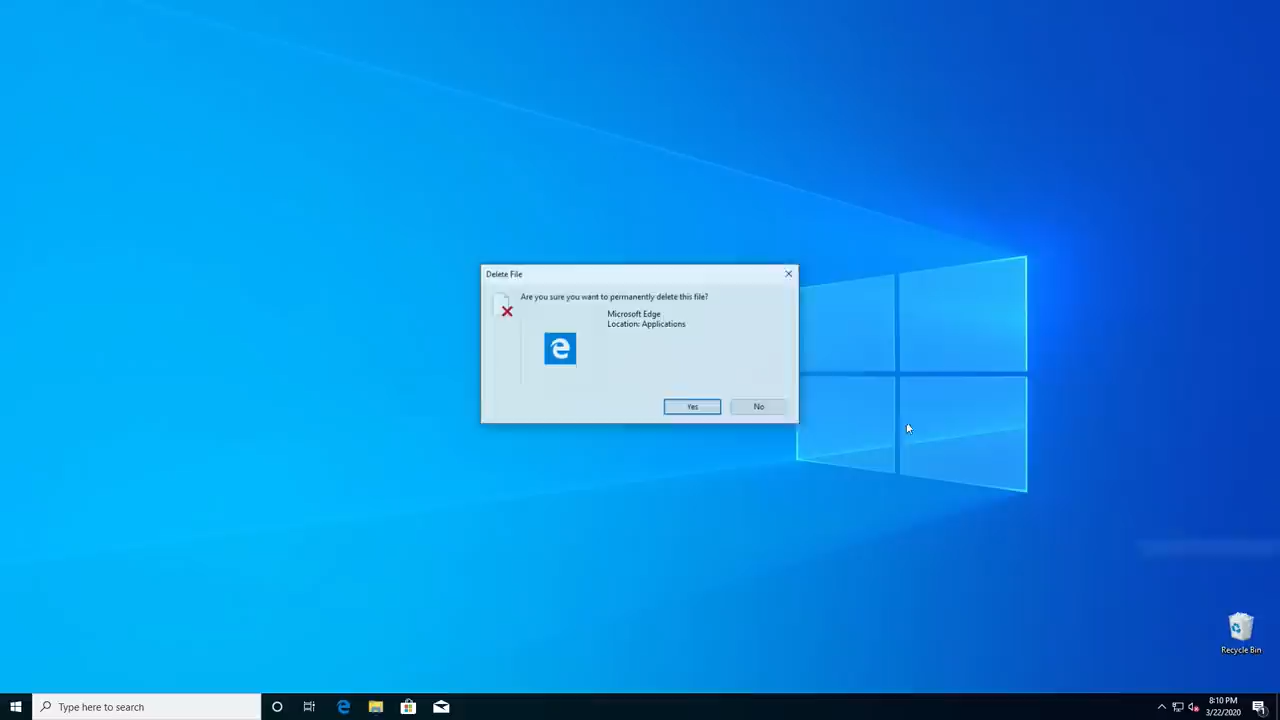 Delete File
Are you sure you want to permanently delete this file?
Microsoft Edge
Location: Applications
Yes
No
Recycle Bin
Type here to search
8:10 PM
3/22/2020